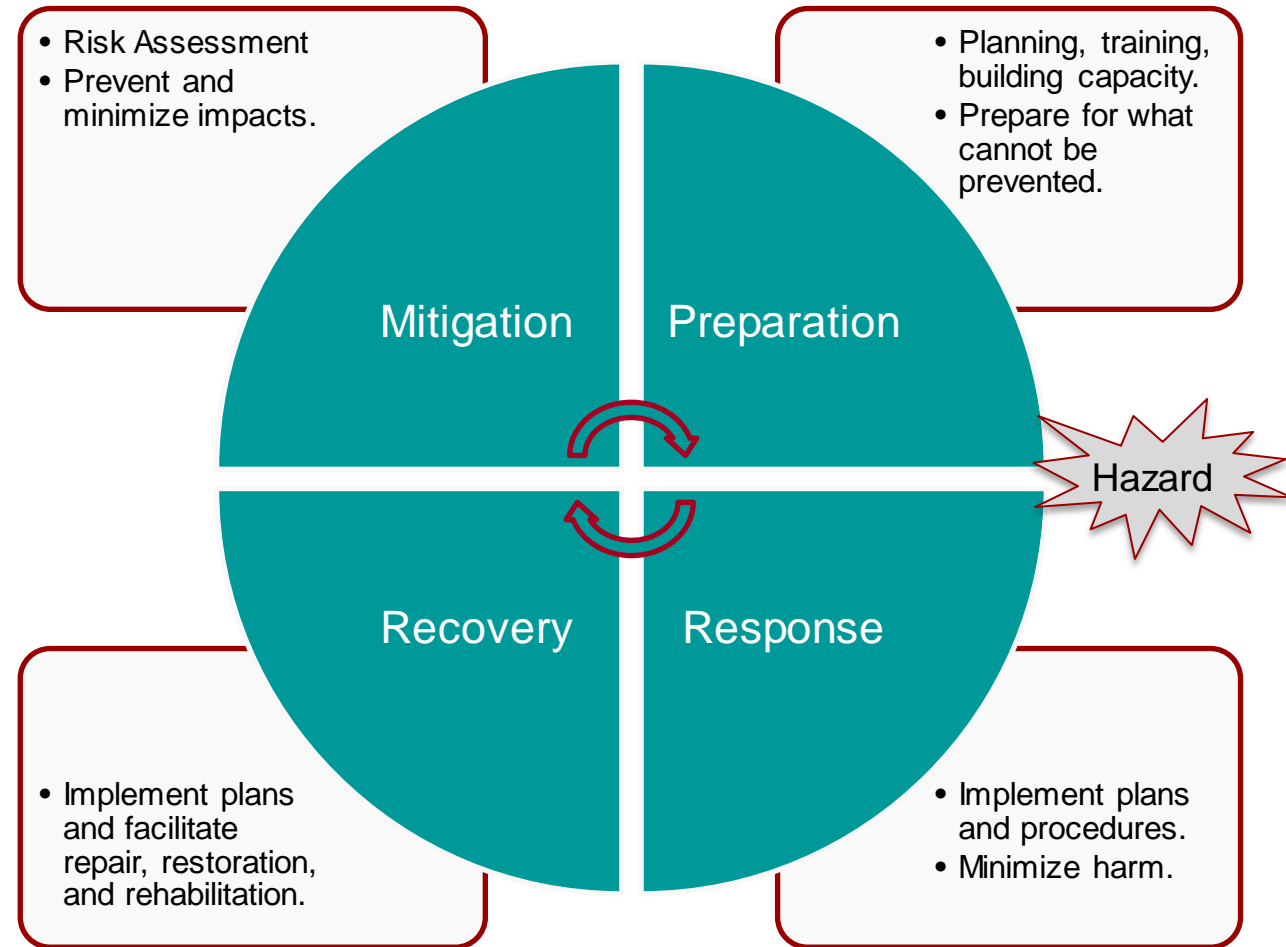 • Risk Assessment
• Prevent and
minimize impacts.
• Planning, training,
building capacity.
• Prepare for what
cannot be
prevented.
Mitigation
Preparation
Hazard
Recovery
Response
• Implement plans
and facilitate
repair, restoration,
and rehabilitation.
• Implement plans
and procedures.
• Minimize harm.